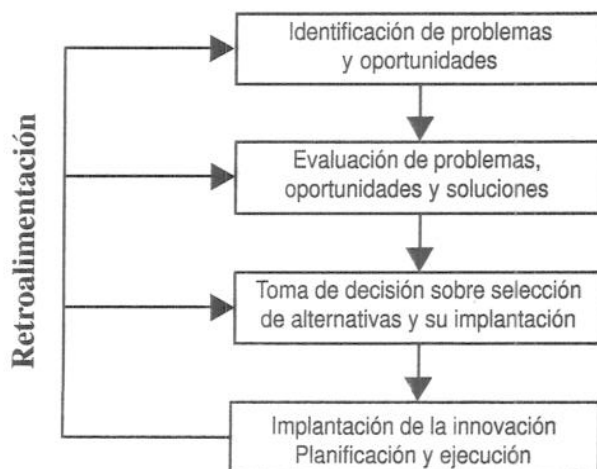 Retroalimentación
Identificación de problemas
y oportunidades
Evaluación de problemas,
oportunidades y soluciones
Toma de decisión sobre selección
de alternativas y su implantación
Implantación de la innovación
Planificación y ejecución